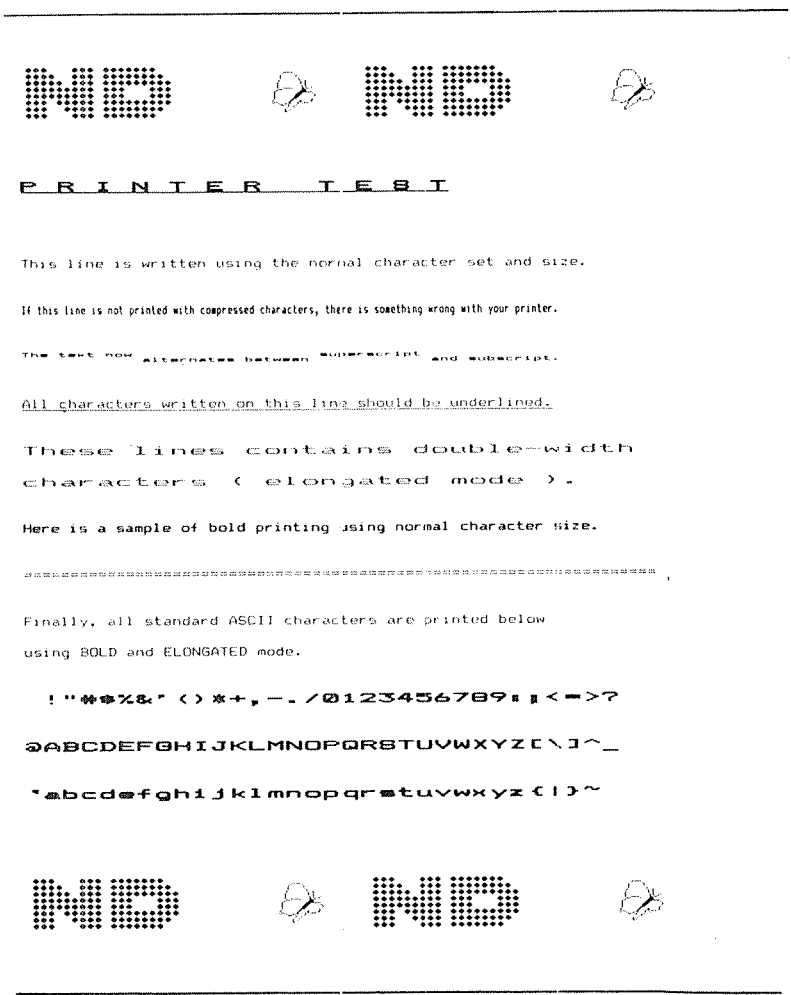 ND ND
PRINTER TEST
This line is written using the normal character set and size.
If this line is not printed with compressed characters, there is something wrong with your printer.
The text now alternates between superscript and subscript.
All characters written on this line should be underlined.
These lines contains double-width
characters ( elongated mode ).
Here is a sample of bold printing using normal character size.
Finally, all standard ASCII characters are printed below
using BOLD and ELONGATED mode.
!"#$%&'()*+,-./0123456789:;<=>?
@ABCDEFGHIJKLMNOPQRSTUVWXYZ[\]^_
`abcdefghijklmnopqrstuvwxyz{|}~
ND ND